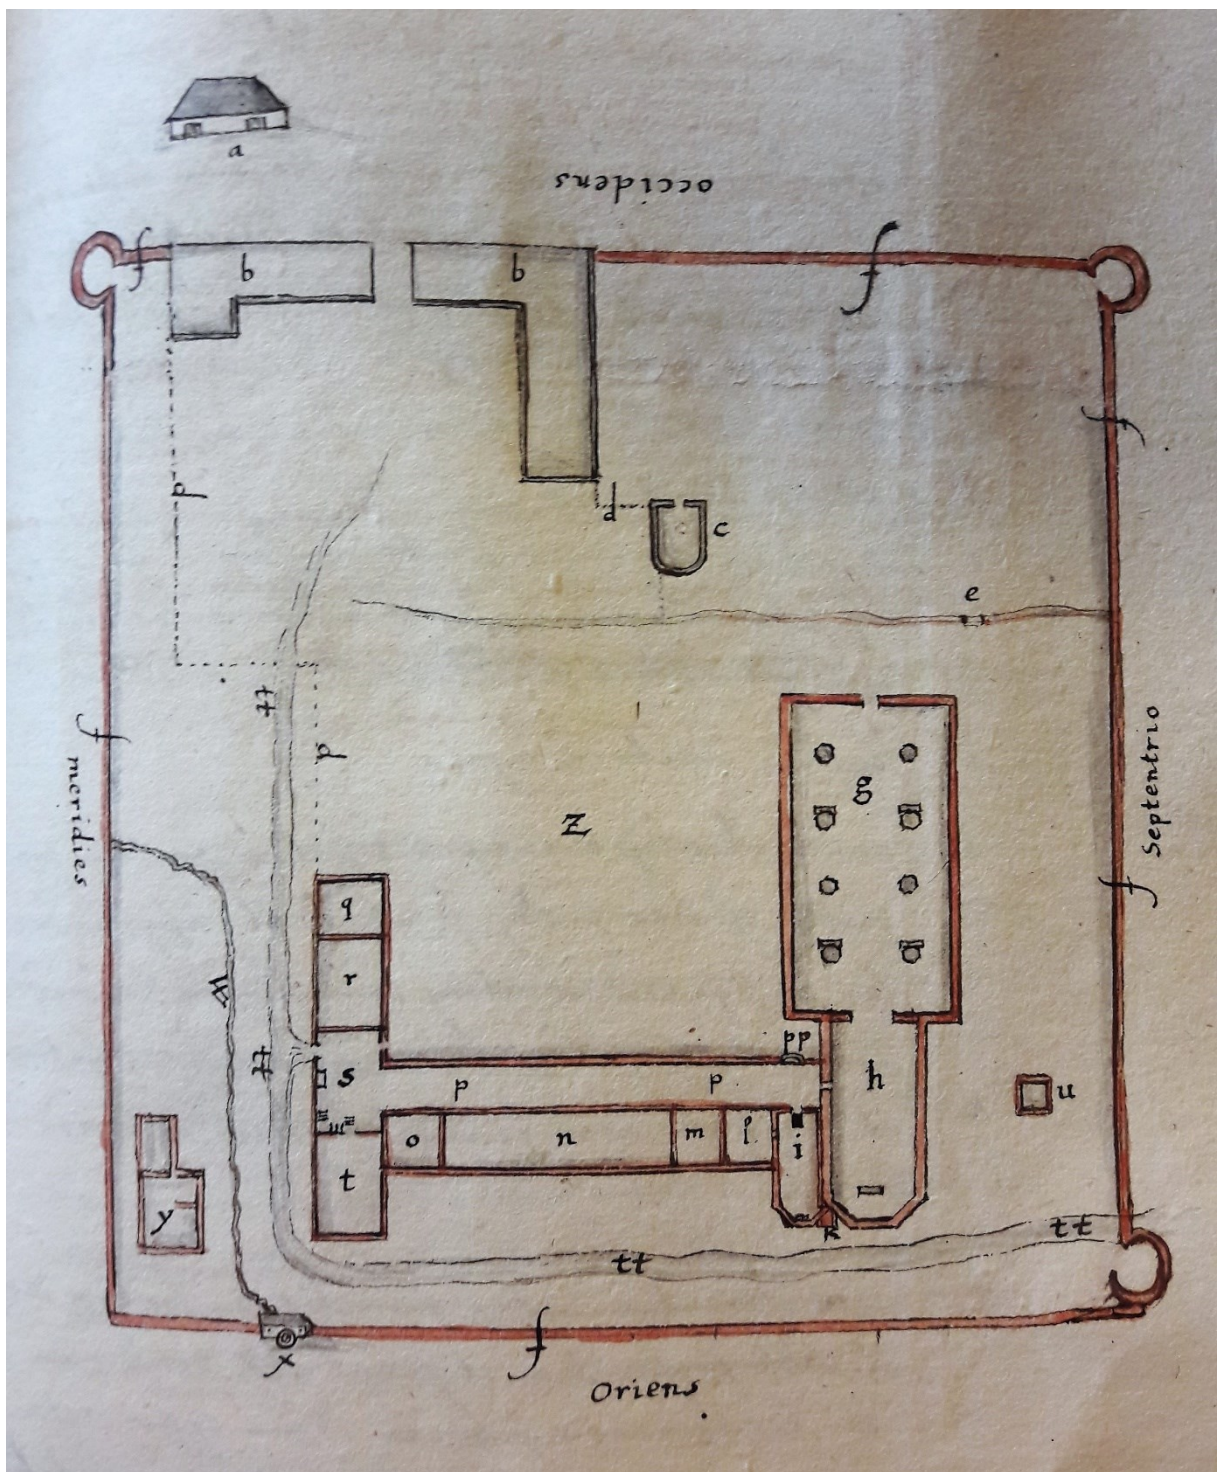 a
occidens
f
f
b
b
f
d
d
c
e
tt
f
meridies
d
g
Septentrio
z
f
q
w
r
pp
tt
s
p
p
h
u
o
n
m
l
i
t
y
k
tt
tt
x
f
Oriens